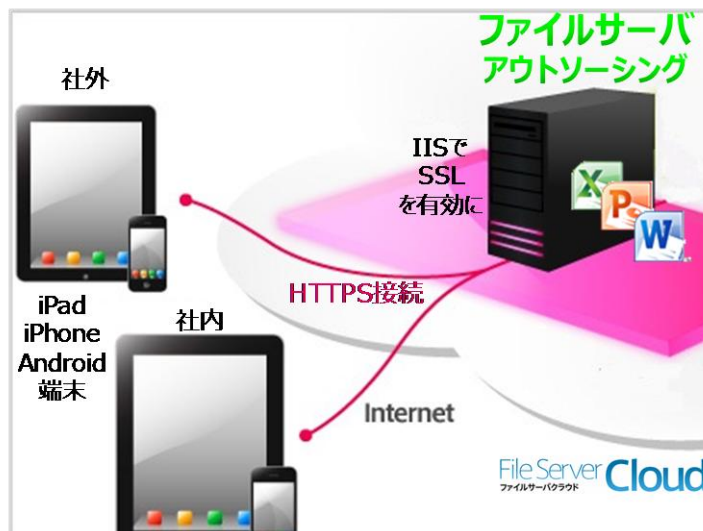 ファイルサーバ
アウトソーシング
社外
IISで
SSL
を有効に
HTTPS接続
iPad
iPhone
Android
端末
社内
Internet
File Server Cloud
ファイルサーバクラウド